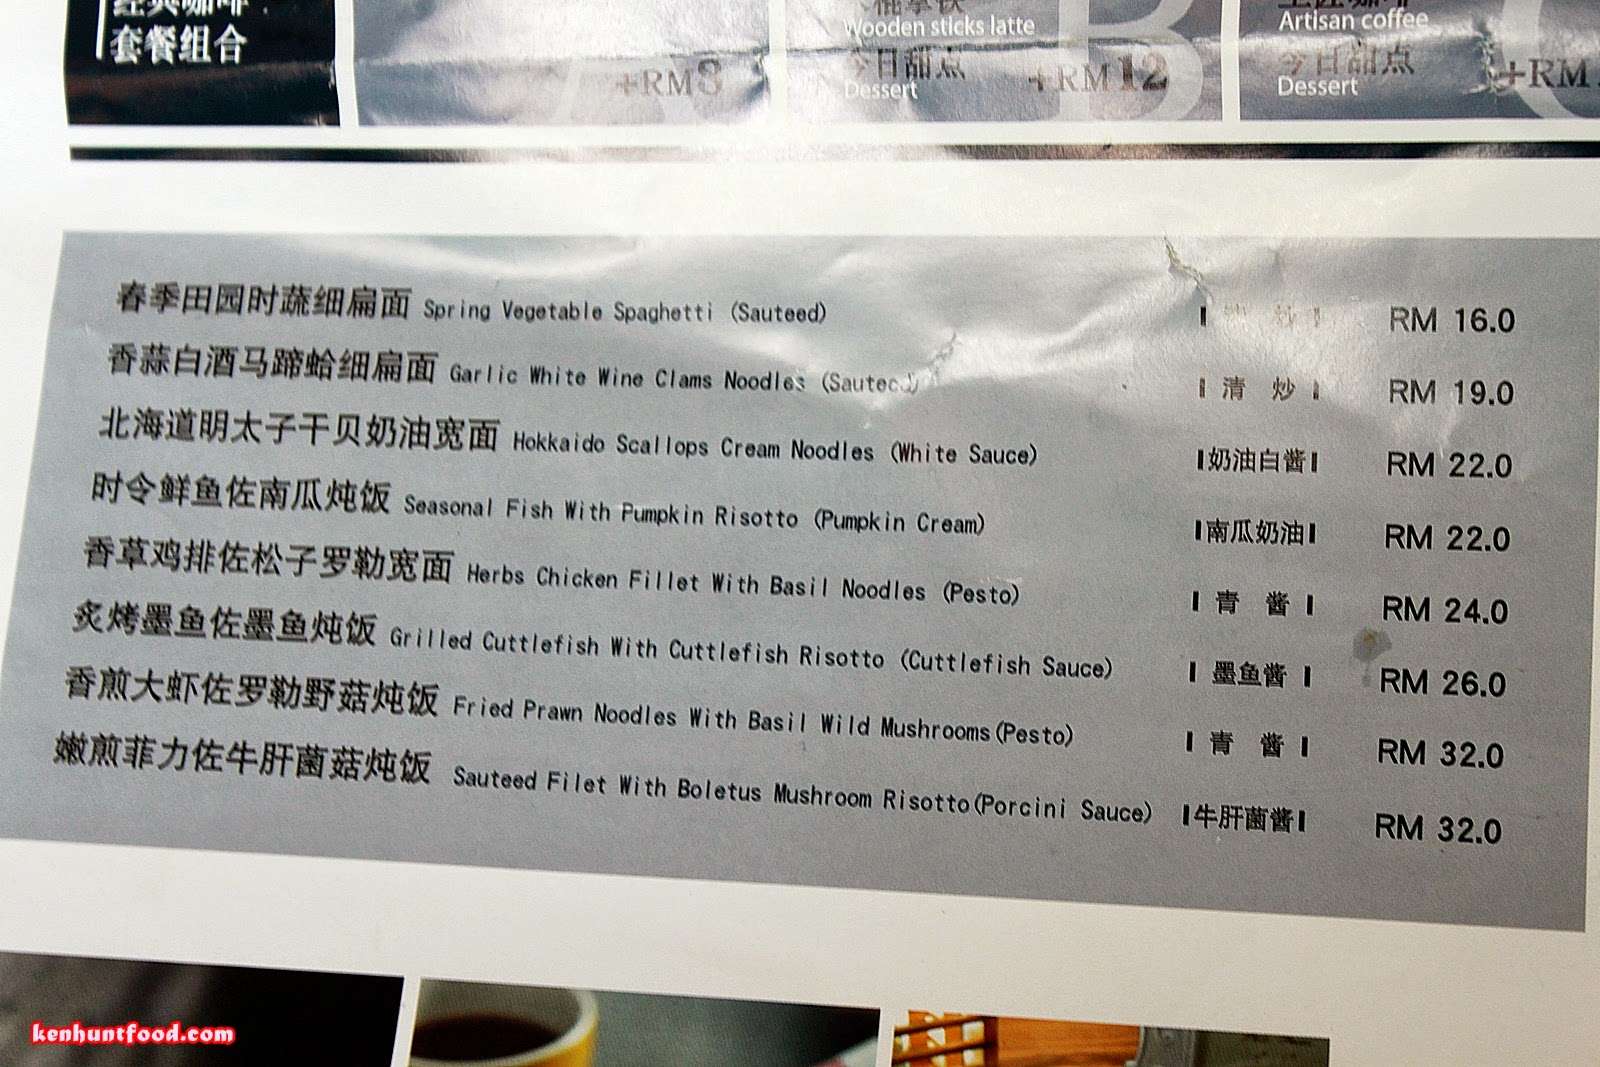 套餐组合
+RM8
Wooden sticks latte
今日甜点
Dessert
+RM12
Artisan coffee
今日甜点
Dessert
+RM
春季田园时蔬细扁面 Spring Vegetable Spaghetti (Sauteed) RM 16.0
香蒜白酒马蹄蛤细扁面 Garlic White Wine Clams Noodles (Sauteed) 清 炒 RM 19.0
北海道明太子干贝奶油宽面 Hokkaido Scallops Cream Noodles (White Sauce) 奶油白酱 RM 22.0
时令鲜鱼佐南瓜炖饭 Seasonal Fish With Pumpkin Risotto (Pumpkin Cream) 南瓜奶油 RM 22.0
香草鸡排佐松子罗勒宽面 Herbs Chicken Fillet With Basil Noodles (Pesto) 青 酱 RM 24.0
炙烤墨鱼佐墨鱼炖饭 Grilled Cuttlefish With Cuttlefish Risotto (Cuttlefish Sauce) 墨鱼酱 RM 26.0
香煎大虾佐罗勒野菇炖饭 Fried Prawn Noodles With Basil Wild Mushrooms(Pesto) 青 酱 RM 32.0
嫩煎菲力佐牛肝菌菇炖饭 Sauteed Filet With Boletus Mushroom Risotto(Porcini Sauce) 牛肝菌酱 RM 32.0
kenhuntfood.com